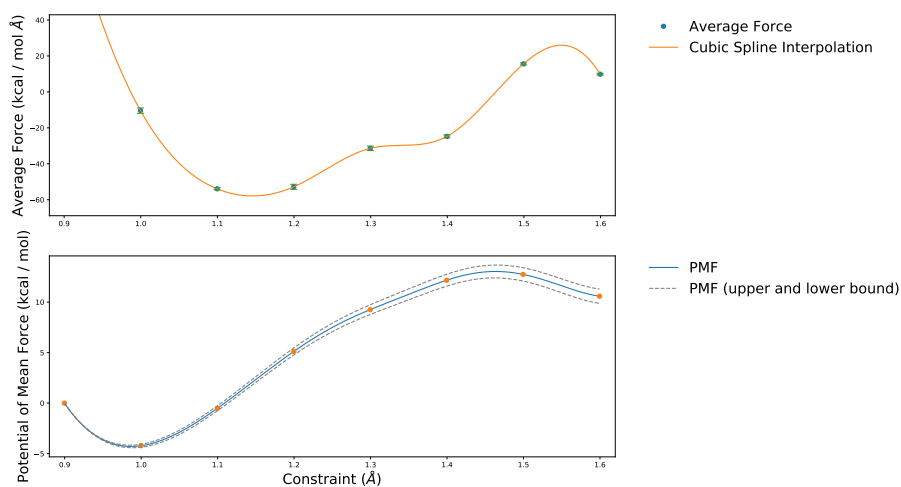 Average Force (kcal / mol Å)
40
20
0
−20
−40
−60
0.9 1.0 1.1 1.2 1.3 1.4 1.5 1.6
Average Force
Cubic Spline Interpolation
Potential of Mean Force (kcal / mol)
10
5
0
−5
0.9 1.0 1.1 1.2 1.3 1.4 1.5 1.6
Constraint (Å)
PMF
PMF (upper and lower bound)